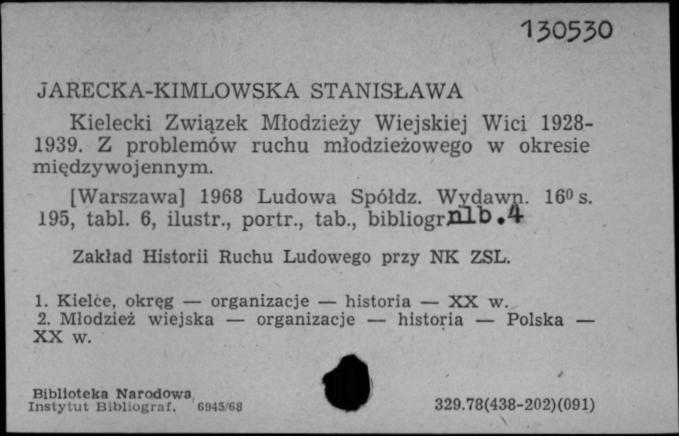 130530
JARECKA-KIMLOWSKA STANISŁAWA
Kielecki Związek Młodzieży Wiejskiej Wici 1928-
1939. Z problemów ruchu młodzieżowego w okresie
międzywojennym.
[Warszawa] 1968 Ludowa Spółdz. Wydawn. 16⁰ s.
195, tabl. 6, ilustr., portr., tab., bibliogr. nlb.4
Zakład Historii Ruchu Ludowego przy NK ZSL.
1. Kielce, okręg — organizacje — historia — XX w.
2. Młodzież wiejska — organizacje — historia — Polska —
XX w.
Biblioteka Narodowa
Instytut Bibliograf. 6945/68
329.78(438-202)(091)